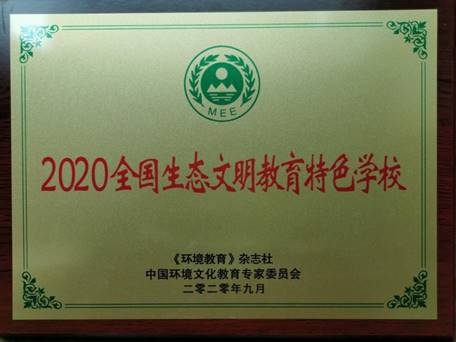 MEE
2020全国生态文明教育特色学校
《环境教育》杂志社
中国环境文化教育专家委员会
二零二零年九月